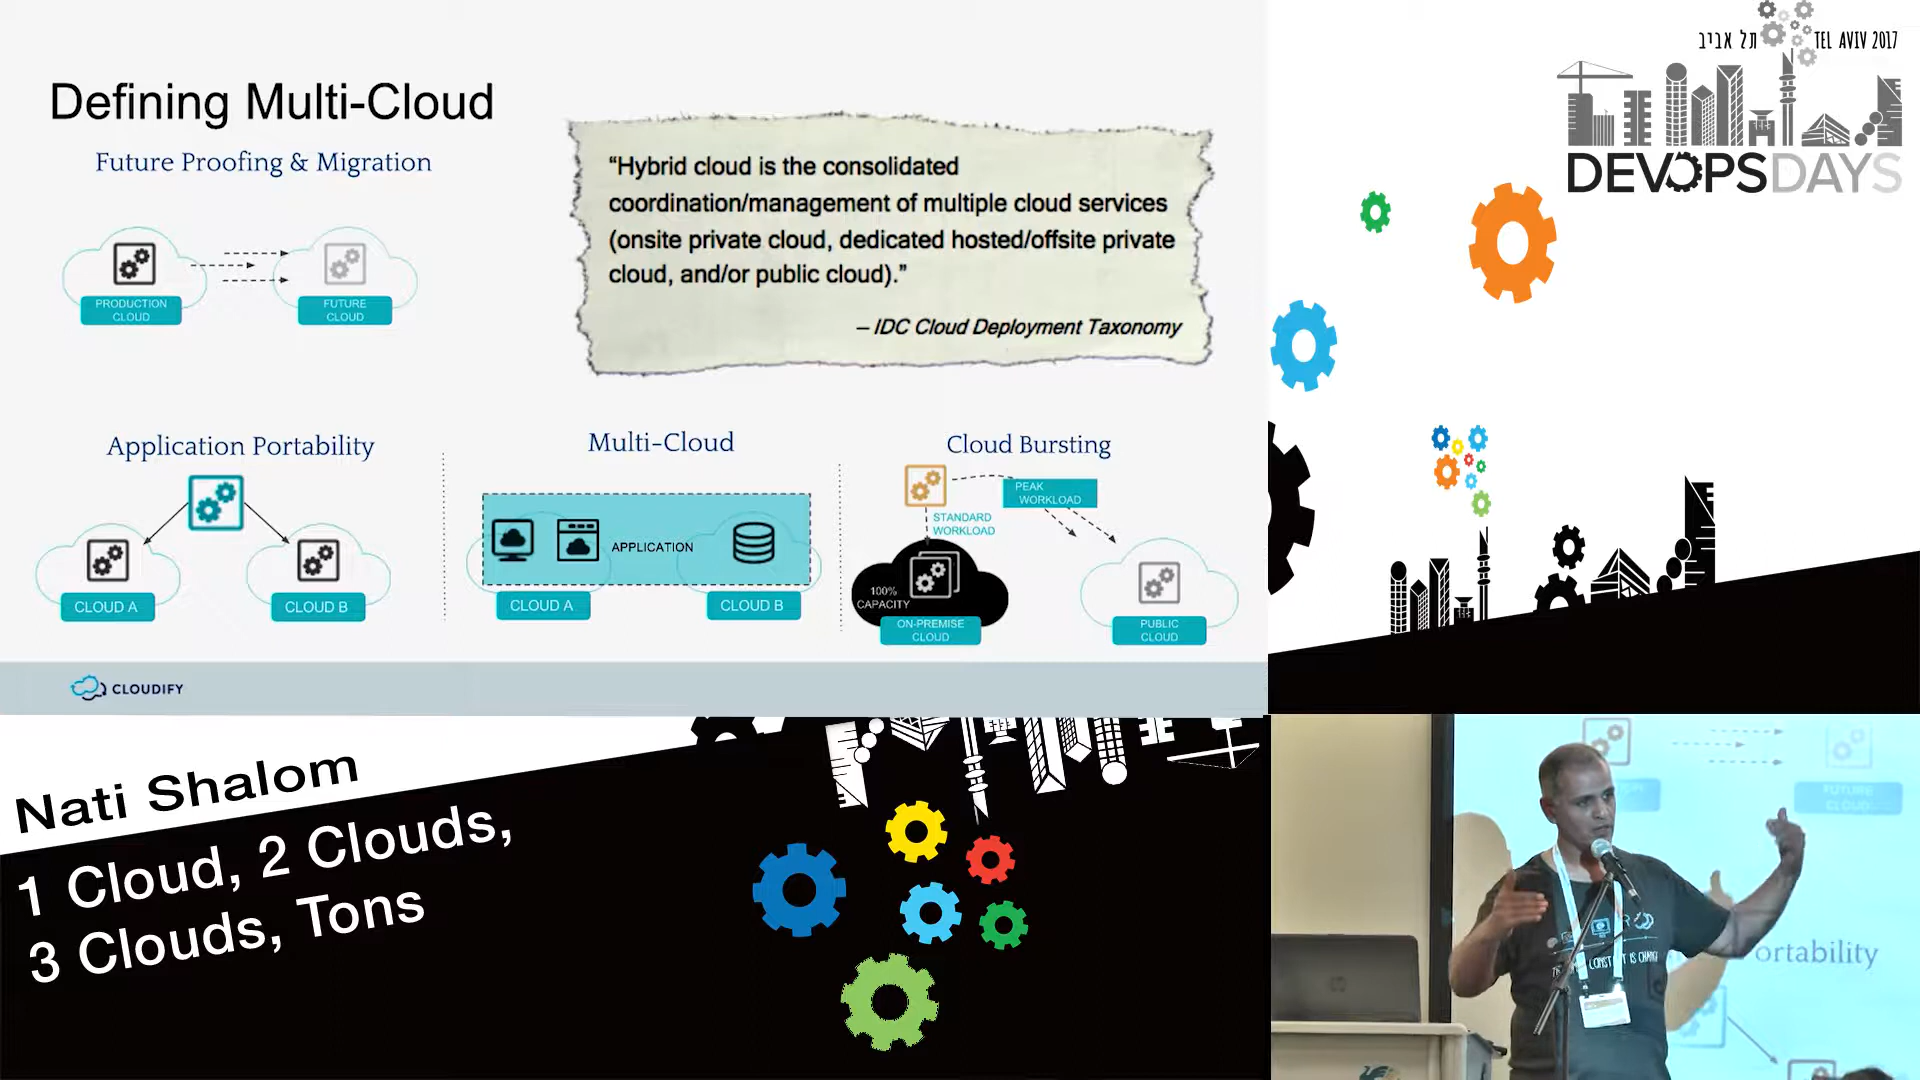 Defining Multi-Cloud
Future Proofing & Migration
PRODUCTION
CLOUD
FUTURE
CLOUD
“Hybrid cloud is the consolidated
coordination/management of multiple cloud services
(onsite private cloud, dedicated hosted/offsite private
cloud, and/or public cloud).”
– IDC Cloud Deployment Taxonomy
Application Portability
CLOUD A
CLOUD B
Multi-Cloud
APPLICATION
CLOUD A
CLOUD B
Cloud Bursting
PEAK
WORKLOAD
STANDARD
WORKLOAD
100%
CAPACITY
ON-PREMISE
CLOUD
PUBLIC
CLOUD
CLOUDIFY
תל אביב TEL AVIV 2017
DEVOPSDAYS
Nati Shalom
1 Cloud, 2 Clouds,
3 Clouds, Tons
FUTURE
CLOUD
ortability
IS CHANGE